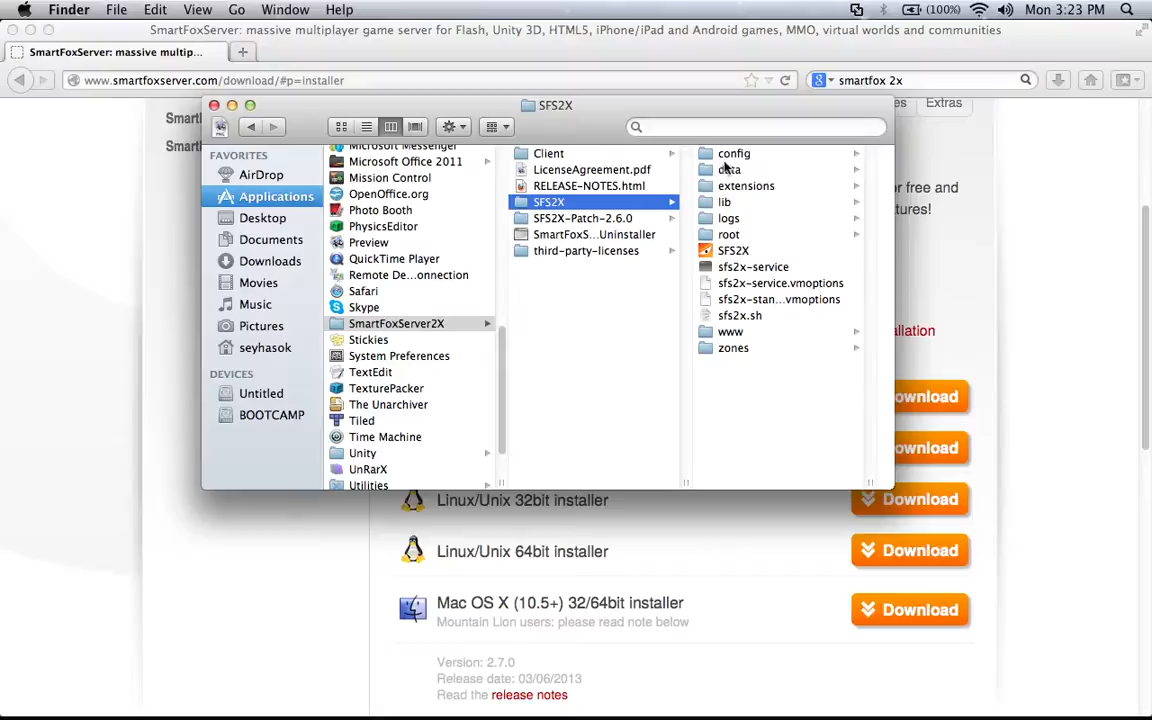 Finder File Edit View Go Window Help (100%) Mon 3:23 PM
SmartFoxServer: massive multiplayer game server for Flash, Unity 3D, HTML5, iPhone/iPad and Android games, MMO, virtual worlds and communities
SmartFoxServer: massive multip...
www.smartfoxserver.com/download/#p=installer
smartfox 2x
Extras
SFS2X
FAVORITES
AirDrop
Applications
Desktop
Documents
Downloads
Movies
Music
Pictures
seyhasok
DEVICES
Untitled
BOOTCAMP
Microsoft Messenger
Microsoft Office 2011
Mission Control
OpenOffice.org
Photo Booth
PhysicsEditor
Preview
QuickTime Player
Remote De...onnection
Safari
Skype
SmartFoxServer2X
Stickies
System Preferences
TextEdit
TexturePacker
The Unarchiver
Tiled
Time Machine
Unity
UnRarX
Utilities
Client
LicenseAgreement.pdf
RELEASE-NOTES.html
SFS2X
SFS2X-Patch-2.6.0
SmartFoxS...Uninstaller
third-party-licenses
config
data
extensions
lib
logs
root
SFS2X
sfs2x-service
sfs2x-service.vmoptions
sfs2x-stan...vmoptions
sfs2x.sh
www
zones
for free and
tures!
allation
ownload
ownload
Linux/Unix 32bit installer
Download
Linux/Unix 64bit installer
Download
Mac OS X (10.5+) 32/64bit installer
Mountain Lion users: please read note below
Download
Version: 2.7.0
Release date: 03/06/2013
Read the release notes